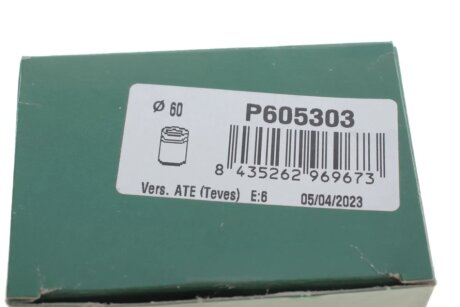 Ø 60
P605303
8 435262 969673
Vers. ATE (Teves) E:6 05/04/2023